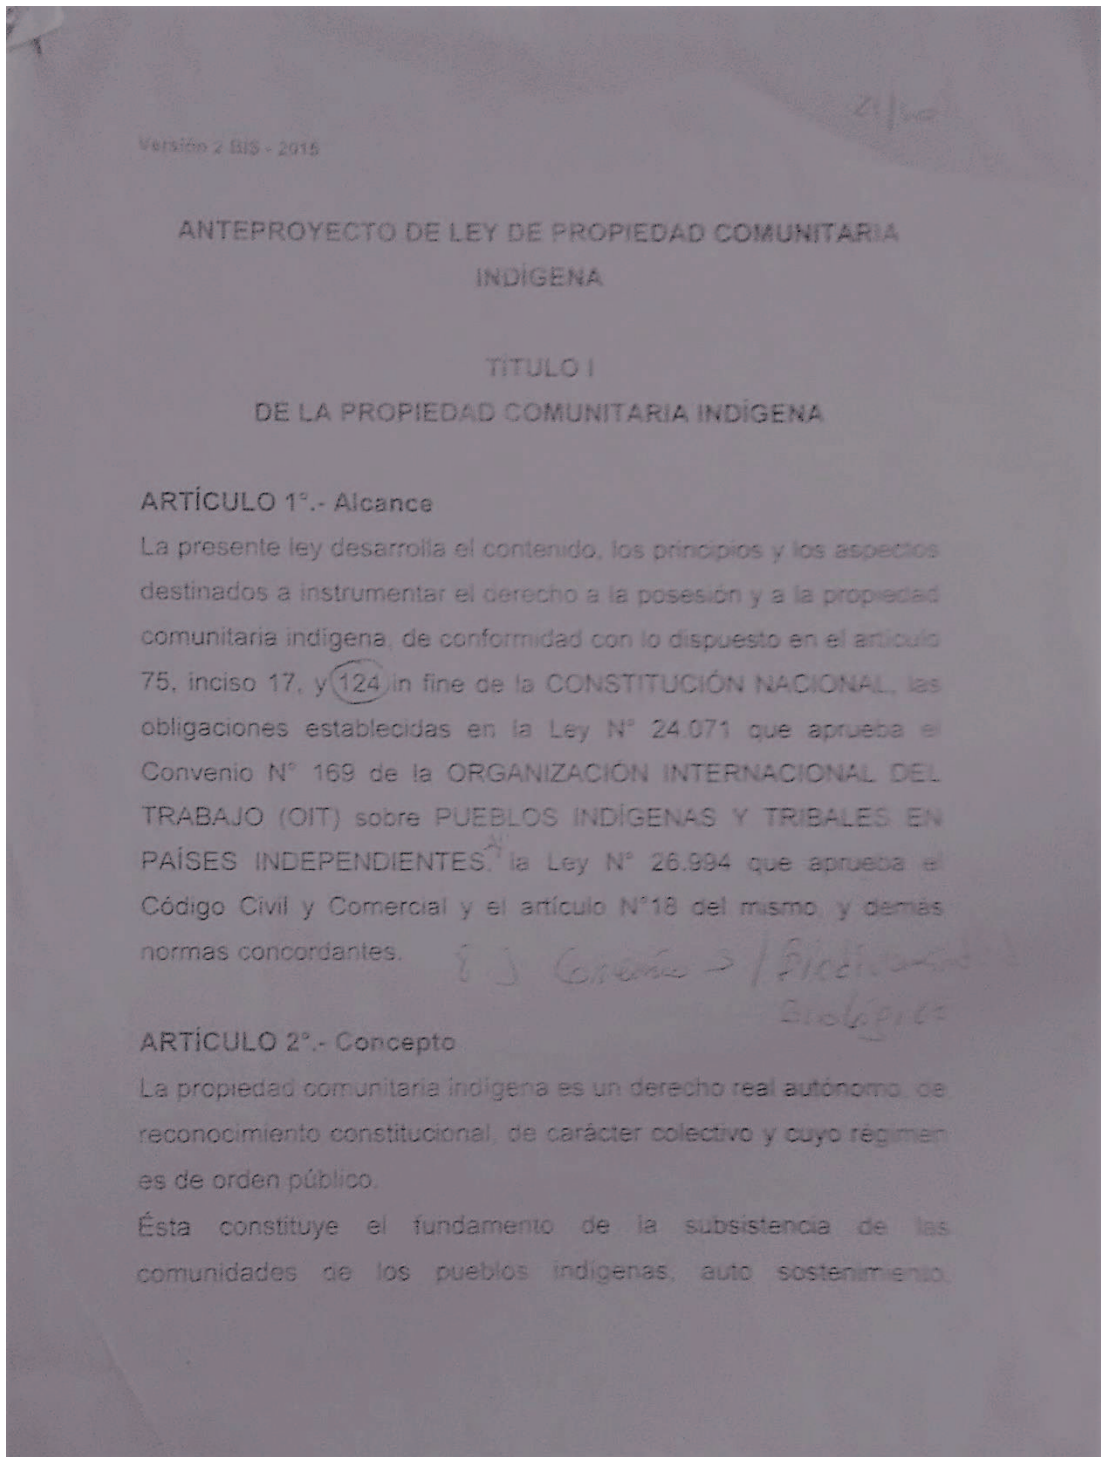 Versión 2 BIS - 2015
ANTEPROYECTO DE LEY DE PROPIEDAD COMUNITARIA
INDÍGENA
TÍTULO I
DE LA PROPIEDAD COMUNITARIA INDÍGENA
ARTÍCULO 1°.- Alcance
La presente ley desarrolla el contenido, los principios y los aspectos
destinados a instrumentar el derecho a la posesión y a la propiedad
comunitaria indígena, de conformidad con lo dispuesto en el artículo
75, inciso 17, y 124 in fine de la CONSTITUCIÓN NACIONAL, las
obligaciones establecidas en la Ley N° 24.071 que aprueba el
Convenio N° 169 de la ORGANIZACIÓN INTERNACIONAL DEL
TRABAJO (OIT) sobre PUEBLOS INDÍGENAS Y TRIBALES EN
PAÍSES INDEPENDIENTES, la Ley N° 26.994 que aprueba el
Código Civil y Comercial y el artículo N°18 del mismo, y demás
normas concordantes.
ARTÍCULO 2°.- Concepto
La propiedad comunitaria indígena es un derecho real autónomo, de
reconocimiento constitucional, de carácter colectivo y cuyo régimen
es de orden público.
Ésta constituye el fundamento de la subsistencia de las
comunidades de los pueblos indígenas, auto sostenimiento,